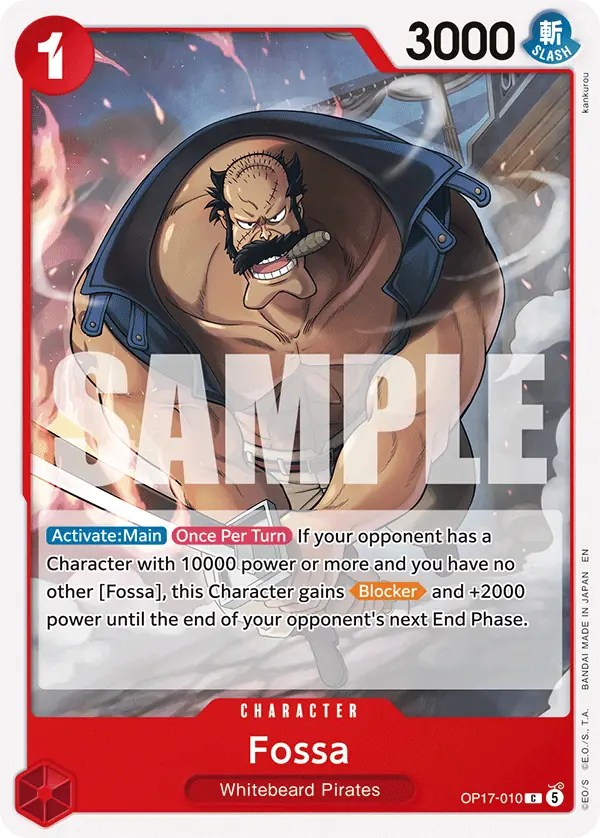 1
3000
斬
SLASH
kankurou
SAMPLE
Activate:Main Once Per Turn If your opponent has a
Character with 10000 power or more and you have no
other [Fossa], this Character gains Blocker and +2000
power until the end of your opponent's next End Phase.
CHARACTER
Fossa
Whitebeard Pirates
OP17-010 C 5
©E.O/S ©E.O./S., T.A. BANDAI MADE IN JAPAN EN